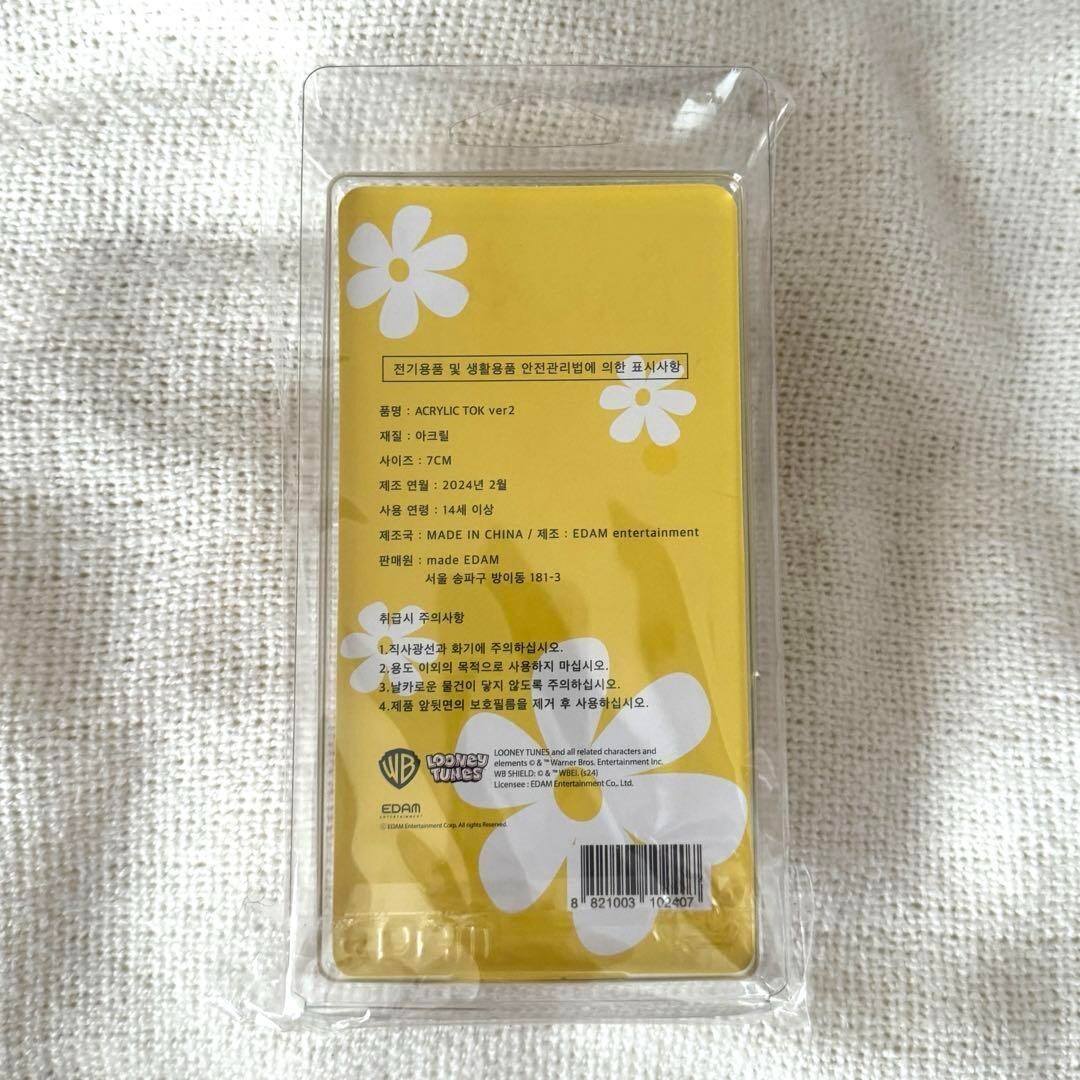 전기용품 및 생활용품 안전관리법에 의한 표시사항
품명 : ACRYLIC TOK ver2
재질 : 아크릴
사이즈 : 7CM
제조 연월 : 2024년 2월
사용 연령 : 14세 이상
제조국 : MADE IN CHINA / 제조 : EDAM entertainment
판매원 : made EDAM
서울 송파구 방이동 181-3
취급시 주의사항
1.직사광선과 화기에 주의하십시오.
2.용도 이외의 목적으로 사용하지 마십시오.
3.날카로운 물건이 닿지 않도록 주의하십시오.
4.제품 앞뒷면의 보호필름을 제거 후 사용하십시오.
WB
LOONEY
TUNES
LOONEY TUNES and all related characters and
elements © & ™ Warner Bros. Entertainment Inc.
WB SHIELD: © & ™ WBEI. (s24)
Licensee : EDAM Entertainment Co,. Ltd.
EDAM
ENTERTAINMENT
ⓒ EDAM Entertainment Corp. All rights Reserved.
8 821003 102407